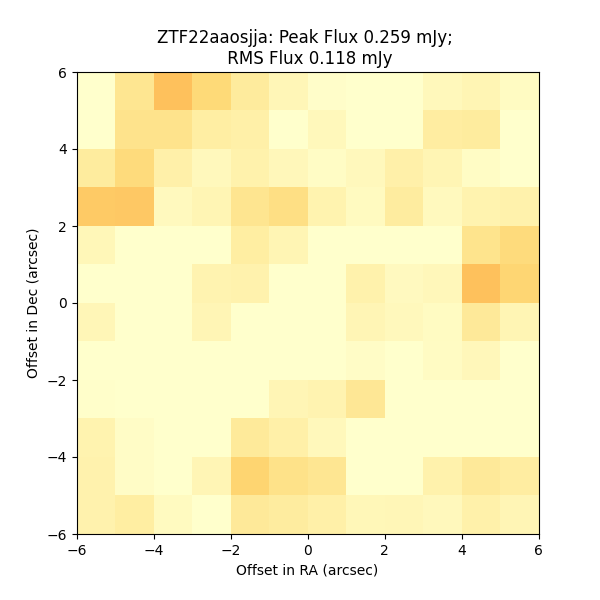 ZTF22aaosjja: Peak Flux 0.259 mJy;
RMS Flux 0.118 mJy
6
4
2
0
−2
−4
−6
Offset in Dec (arcsec)
−6 −4 −2 0 2 4 6
Offset in RA (arcsec)